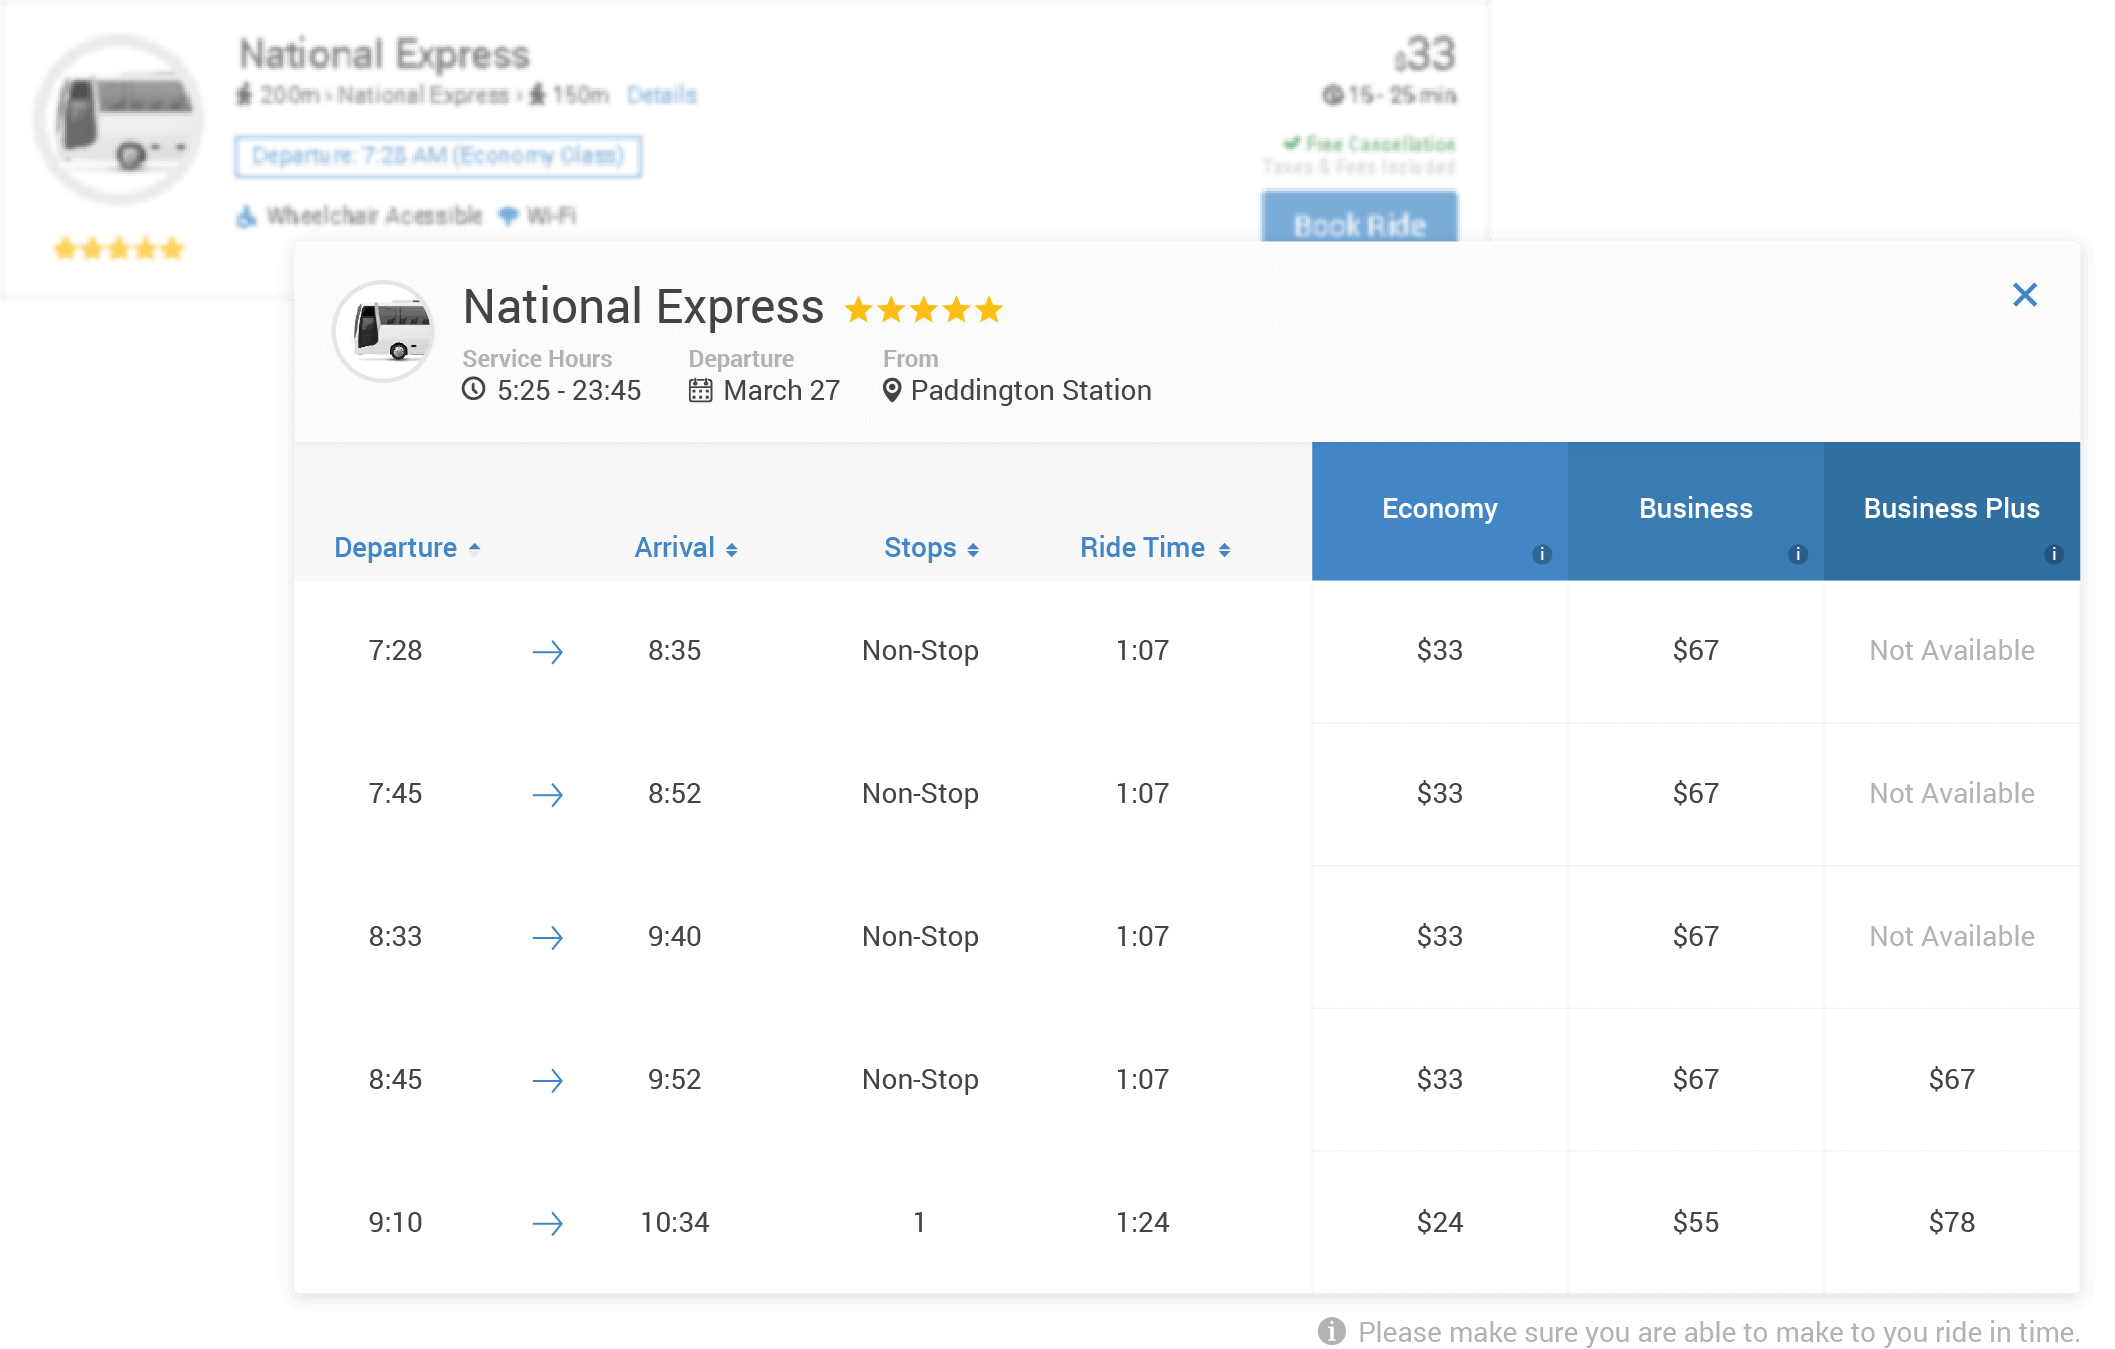 National Express
200m › National Express › 150m Details
Departure: 7:28 AM (Economy Class)
Wheelchair Acessible Wi-Fi
$33
15 - 25 min
Free Cancellation
Taxes & Fees Included
Book Ride
National Express
Service Hours Departure From
5:25 - 23:45 March 27 Paddington Station
Economy Business Business Plus
Departure Arrival Stops Ride Time
7:28 → 8:35 Non-Stop 1:07 $33 $67 Not Available
7:45 → 8:52 Non-Stop 1:07 $33 $67 Not Available
8:33 → 9:40 Non-Stop 1:07 $33 $67 Not Available
8:45 → 9:52 Non-Stop 1:07 $33 $67 $67
9:10 → 10:34 1 1:24 $24 $55 $78
Please make sure you are able to make to you ride in time.